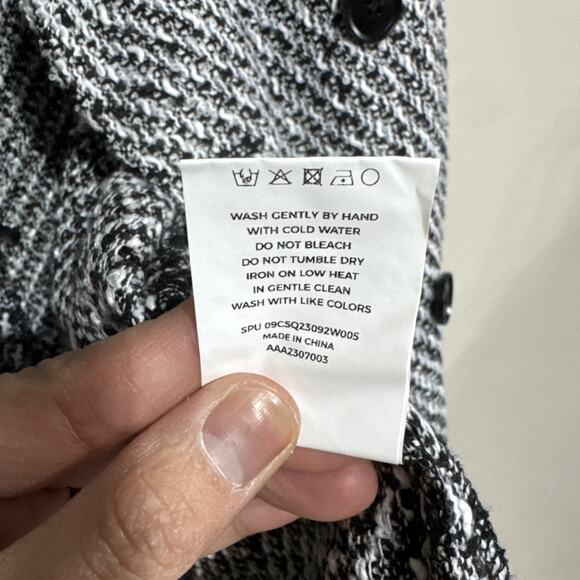 WASH GENTLY BY HAND
WITH COLD WATER
DO NOT BLEACH
DO NOT TUMBLE DRY
IRON ON LOW HEAT
IN GENTLE CLEAN
WASH WITH LIKE COLORS
SPU 09CSQ23092W005
MADE IN CHINA
AAA2307003